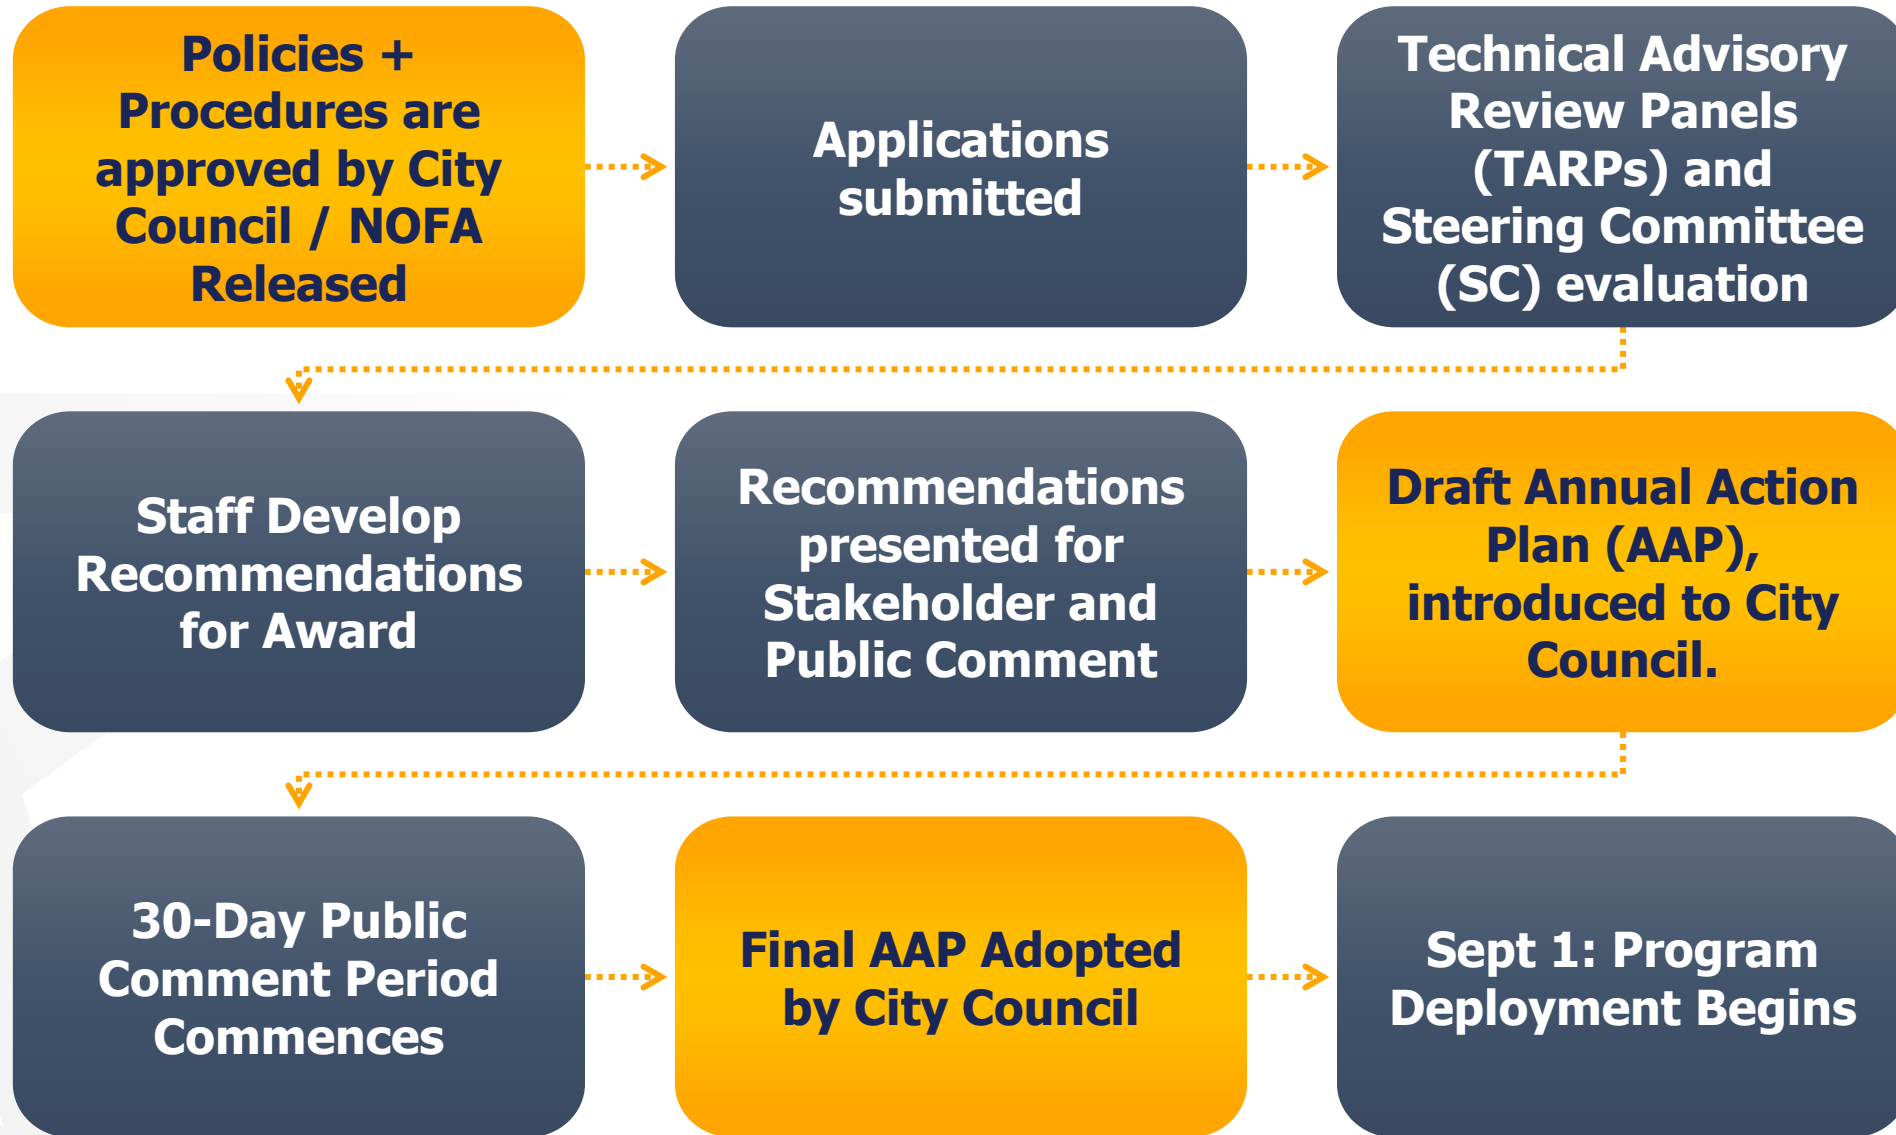 Policies +
Procedures are
approved by City
Council / NOFA
Released
Applications
submitted
Technical Advisory
Review Panels
(TARPs) and
Steering Committee
(SC) evaluation
Staff Develop
Recommendations
for Award
Recommendations
presented for
Stakeholder and
Public Comment
Draft Annual Action
Plan (AAP),
introduced to City
Council.
30-Day Public
Comment Period
Commences
Final AAP Adopted
by City Council
Sept 1: Program
Deployment Begins